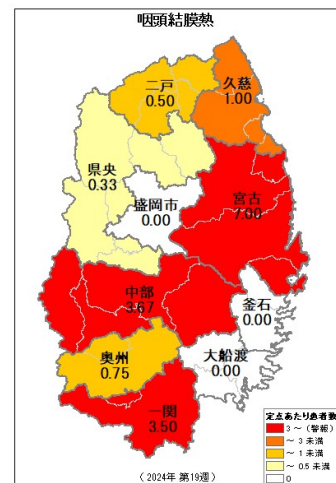 咽頭結膜熱
二戸
0.50
久慈
1.00
県央
0.33
盛岡市
0.00
宮古
7.00
中部
3.67
釜石
0.00
奥州
0.75
大船渡
0.00
一関
3.50
定点あたり患者数
3～（警報）
～3未満
～1未満
～0.5未満
0
（2024年 第19週）